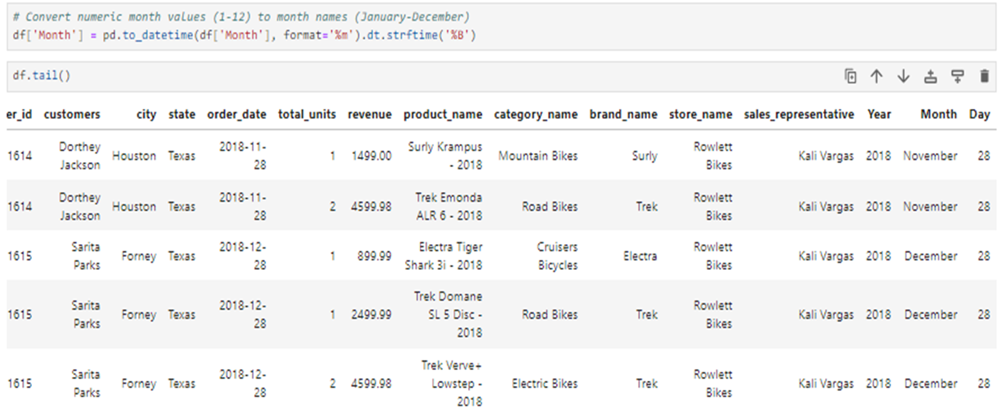 # Convert numeric month values (1-12) to month names (January-December)
df['Month'] = pd.to_datetime(df['Month'], format='%m').dt.strftime('%B')
df.tail()
er_id customers city state order_date total_units revenue product_name category_name brand_name store_name sales_representative Year Month Day
Dorthey 2018-11- Surly Krampus Rowlett
1614 Houston Texas 1 1499.00 Mountain Bikes Surly Kali Vargas 2018 November 28
Jackson 28 - 2018 Bikes
Dorthey 2018-11- Trek Emonda Rowlett
1614 Houston Texas 2 4599.98 Road Bikes Trek Kali Vargas 2018 November 28
Jackson 28 ALR 6 - 2018 Bikes
Sarita 2018-12- Electra Tiger Cruisers Rowlett
1615 Forney Texas 1 899.99 Electra Kali Vargas 2018 December 28
Parks 28 Shark 3i - 2018 Bicycles Bikes
Trek Domane
Sarita 2018-12- Rowlett
1615 Forney Texas 1 2499.99 SL 5 Disc - Road Bikes Trek Kali Vargas 2018 December 28
Parks 28 Bikes
2018
Trek Verve+
Sarita 2018-12- Rowlett
1615 Forney Texas 2 4599.98 Lowstep - Electric Bikes Trek Kali Vargas 2018 December 28
Parks 28 Bikes
2018